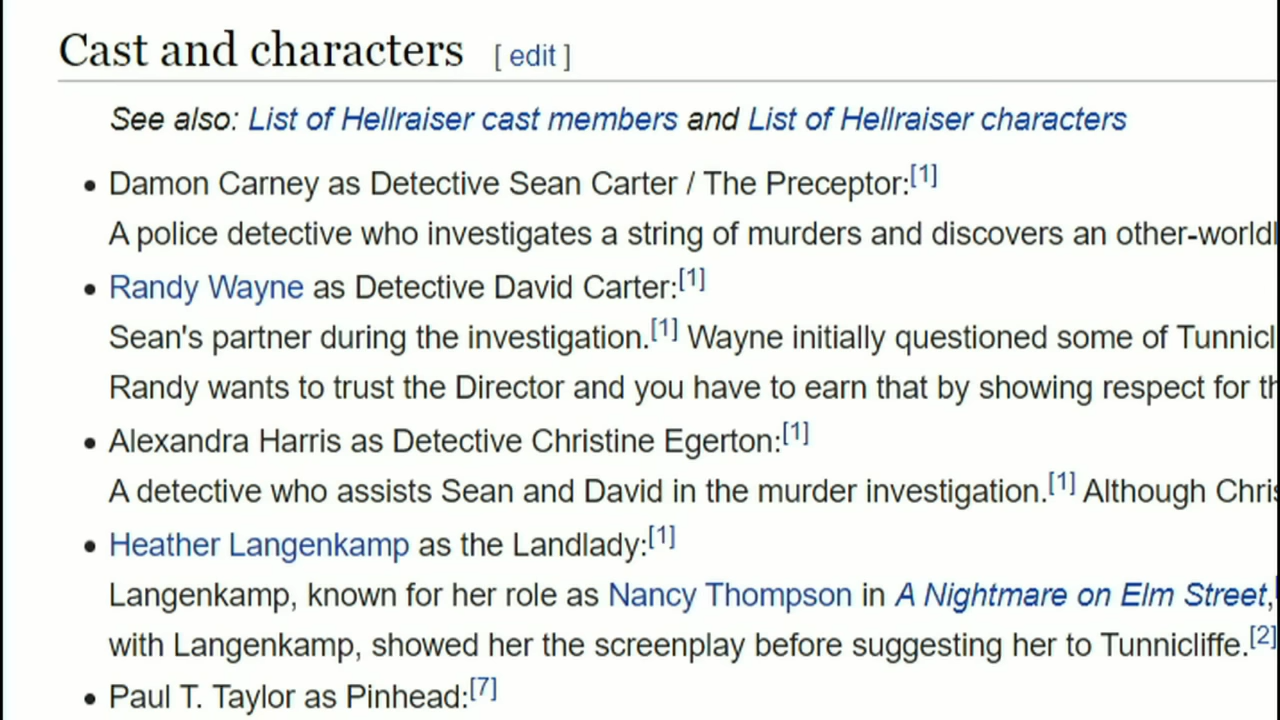 Cast and characters [ edit ]
See also: List of Hellraiser cast members and List of Hellraiser characters
• Damon Carney as Detective Sean Carter / The Preceptor:[1]
A police detective who investigates a string of murders and discovers an
• Randy Wayne as Detective David Carter:[1]
Sean's partner during the investigation.[1] Wayne initially questioned some of
Randy wants to trust the Director and you have to earn that by showing respect for
• Alexandra Harris as Detective Christine Egerton:[1]
A detective who assists Sean and David in the murder investigation.[1] Although
• Heather Langenkamp as the Landlady:[1]
Langenkamp, known for her role as Nancy Thompson in A Nightmare on Elm Street,
with Langenkamp, showed her the screenplay before suggesting her to Tunnicliffe.[2]
• Paul T. Taylor as Pinhead:[7]